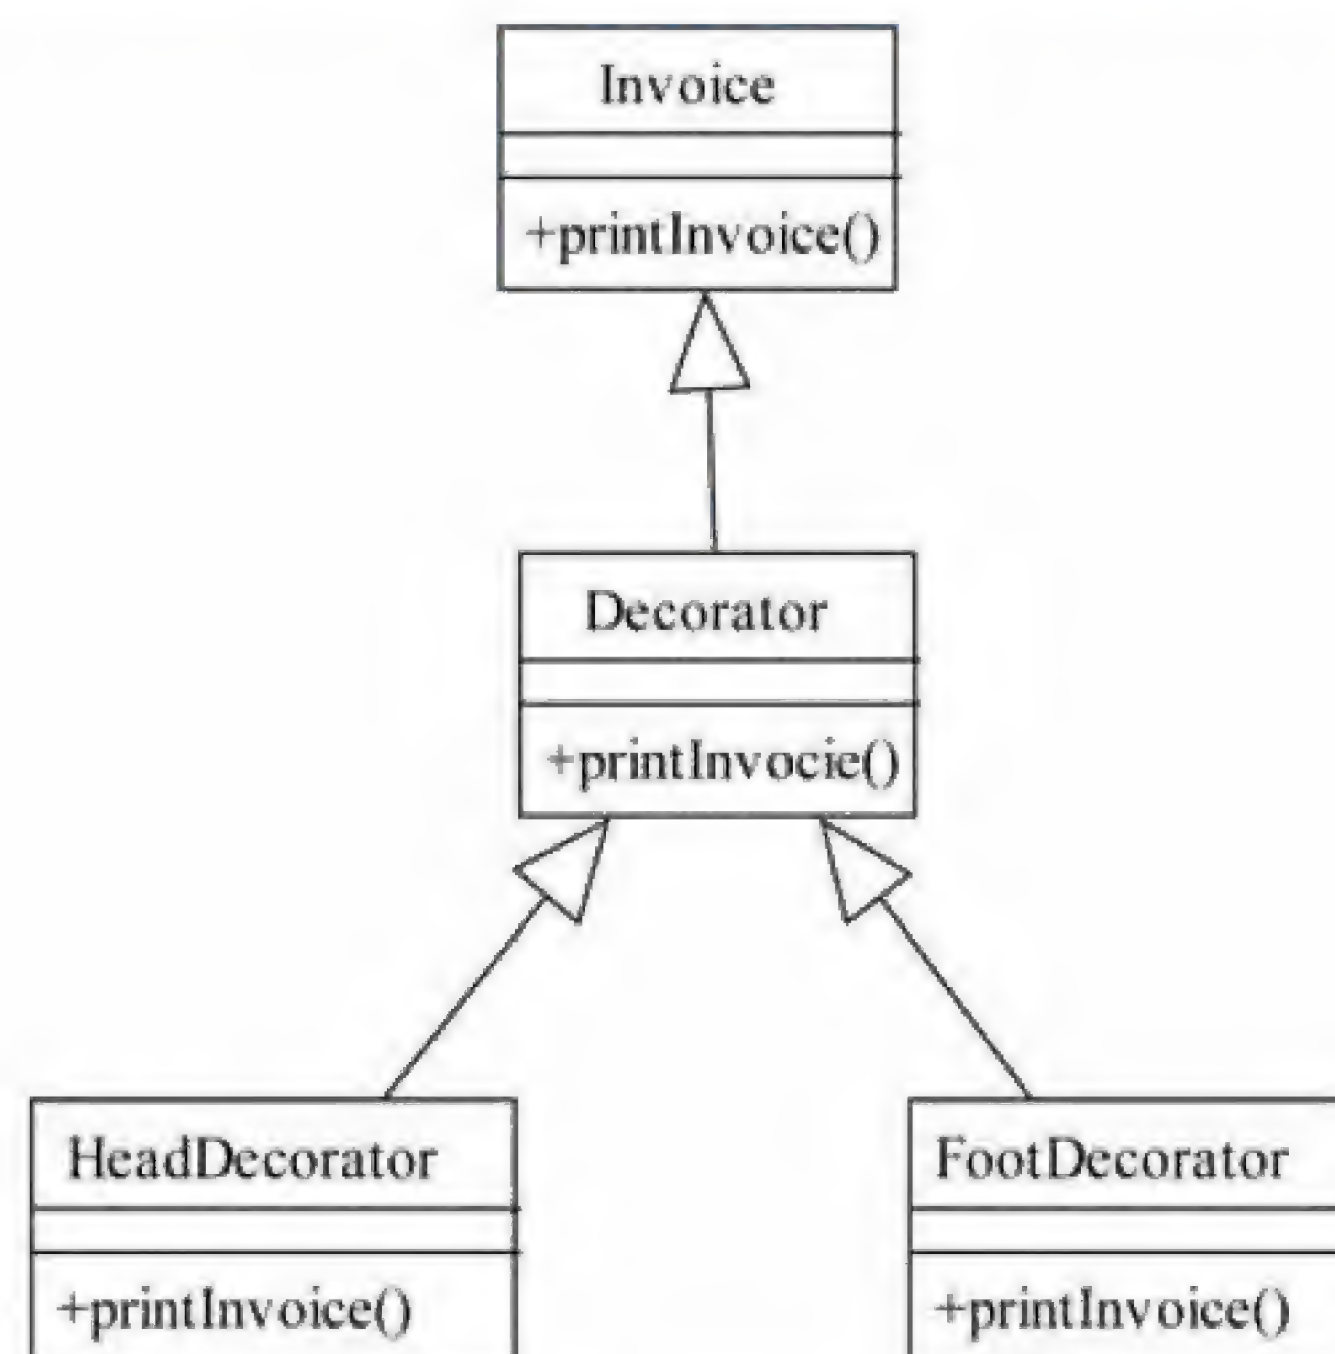 Invoice
+printInvoice()
Decorator
+printInvocie()
HeadDecorator
FootDecorator
+printInvoice()
+printInvoice()